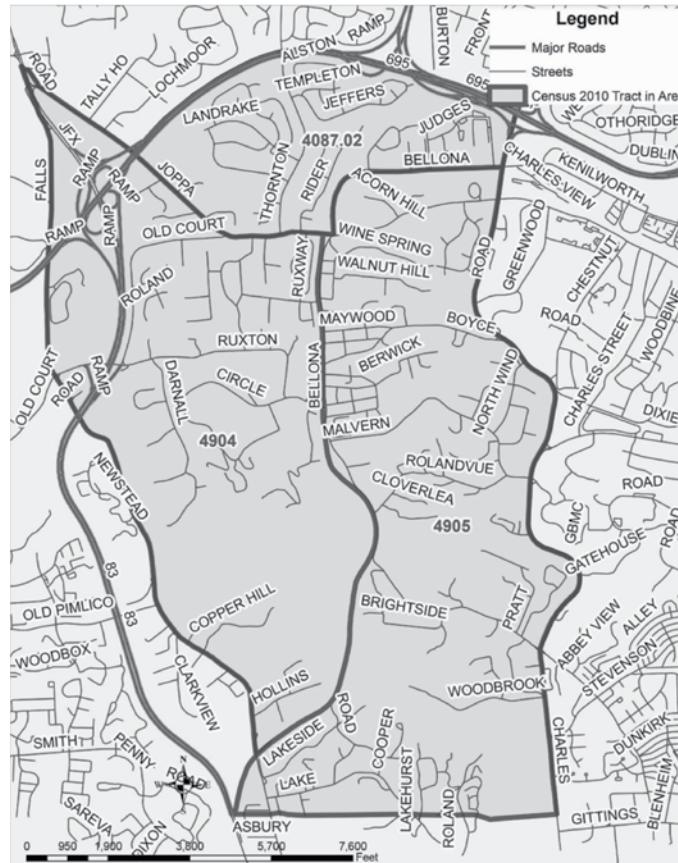 Legend
Major Roads
Streets
Census 2010 Tract in Are
ROAD
TALLY HO
LOCHMOOR
ALSTON
RAMP
BURTON
FRONT
695
695
TEMPLETON
JEFFERS
LANDRAKE
JUDGES
OTHORIDGE
DUBLIN
4087.02
BELLONA
KENILWORTH
CHARLES VIEW
JFX
RAMP
RAMP
RAMP
RAMP
FALLS
JOPPA
THORNTON
RIDER
ACORN HILL
OLD COURT
WINE SPRING
WALNUT HILL
RUXWAY
ROAD
GREENWOOD
CHESTNUT
ROLAND
MAYWOOD
BOYCE
ROAD
CHARLES STREET
WOODBINE
RUXTON
BERWICK
OLD COURT
ROAD
RAMP
DARNALL
CIRCLE
BELLONA
NORTH WIND
DIXIE
4904
MALVERN
ROLANDVUE
CLOVERLEA
NEWSTEAD
4905
GBMC
ROAD
ROAD
GATEHOUSE
83
83
OLD PIMLICO
COPPER HILL
BRIGHTSIDE
PRATT
ABBEY VIEW
ALLEY
STEVENSON
WOODBOX
CLARKVIEW
HOLLINS
WOODBROOK
ROAD
LAKESIDE
COOPER
CHARLES
DUNKIRK
SMITH
PENNY
ROAD
N
W
E
S
LAKE
LAKEHURST
ROLAND
BLENHEIM
SAREVA
DIXON
ASBURY
GITTINGS
0 950 1,900 3,800 5,700 7,600
Feet